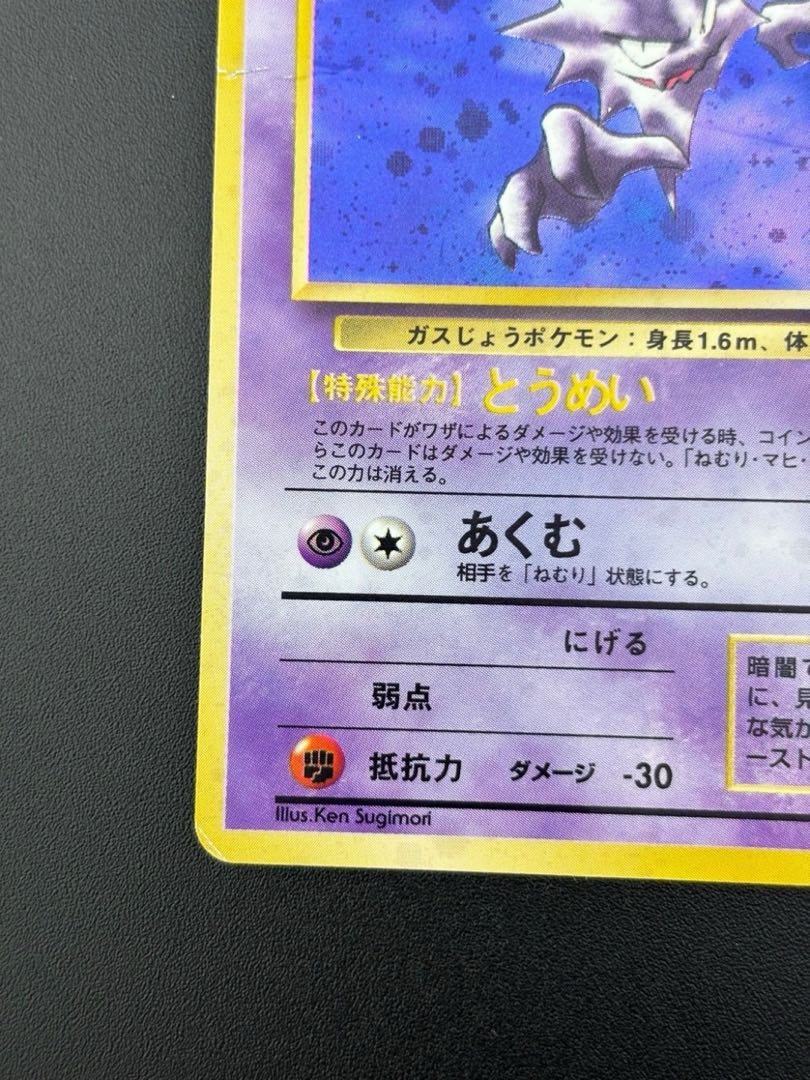 ガスじょうポケモン：身長1.6m、体
【特殊能力】とうめい
このカードがワザによるダメージや効果を受ける時、コイン
らこのカードはダメージや効果を受けない。「ねむり・マヒ・
この力は消える。
あくむ
相手を「ねむり」状態にする。
にげる
弱点
抵抗力 ダメージ -30
暗闇で
に、見
な気が
ースト
Illus.Ken Sugimori